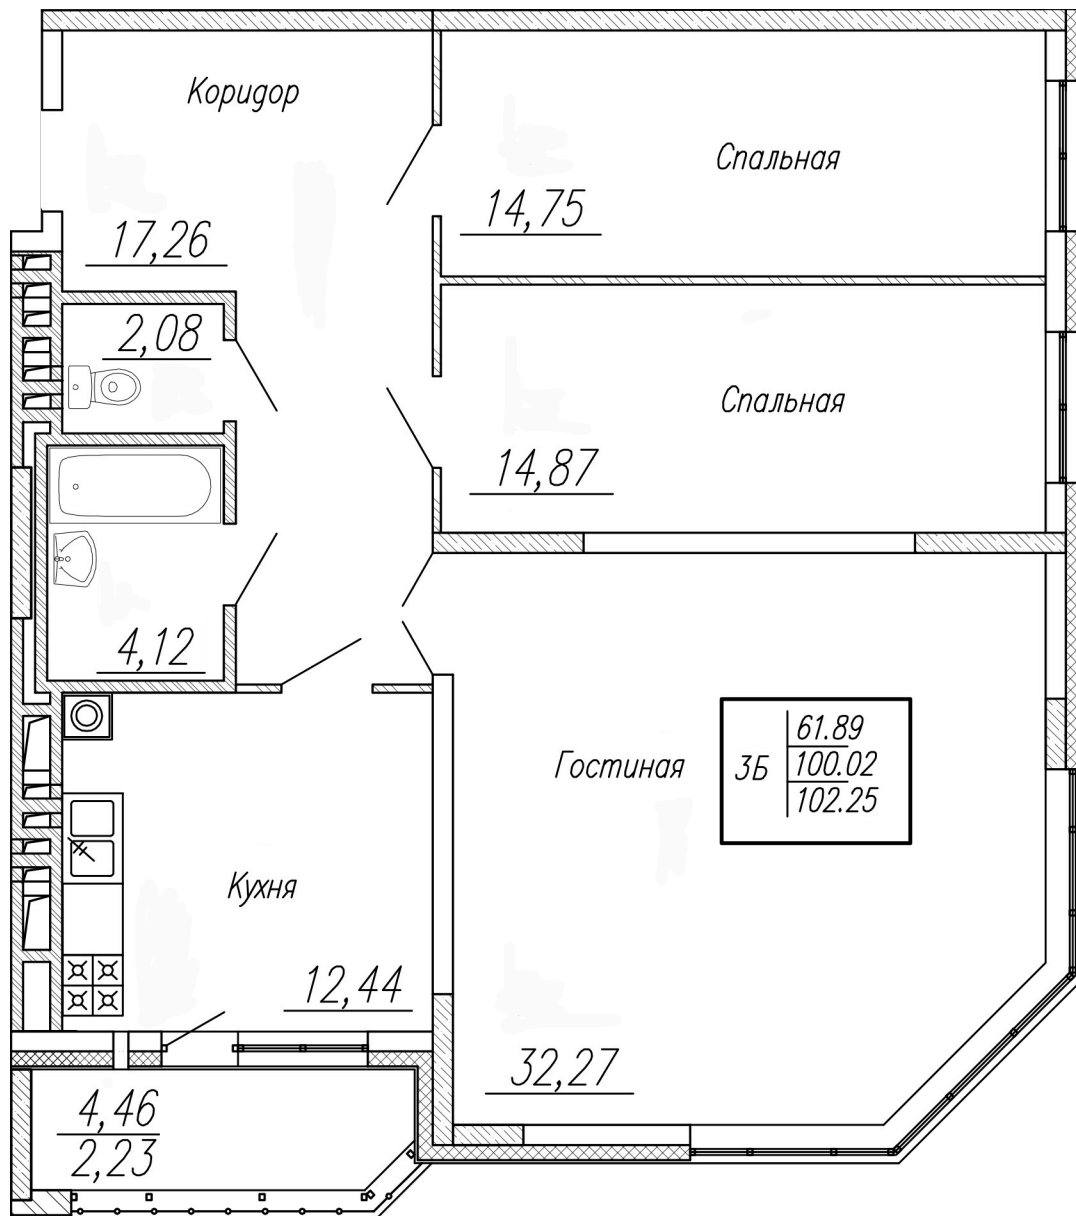 Коридор
Спальная
14,75
17,26
2,08
Спальная
14,87
4,12
61.89
3Б
100.02
102.25
Гостиная
Кухня
12,44
32,27
4,46
2,23